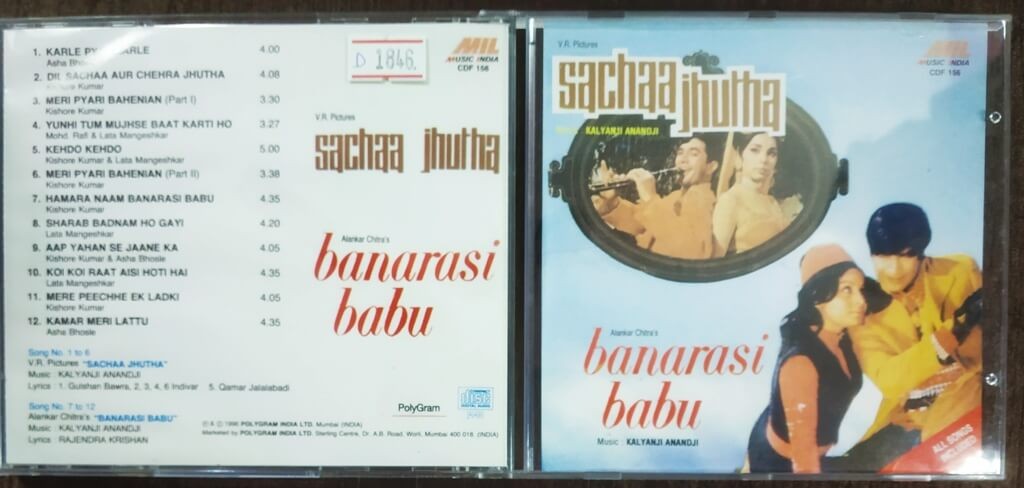 1. KARLE PYAR KARLE 4.00
Asha Bhosle
2. DIL SACHAA AUR CHEHRA JHUTHA 4.08
Kishore Kumar
3. MERI PYARI BAHENIAN (Part I) 3.30
Kishore Kumar
4. YUNHI TUM MUJHSE BAAT KARTI HO 3.27
Mohd. Rafi & Lata Mangeshkar
5. KEHDO KEHDO 5.00
Kishore Kumar & Lata Mangeshkar
6. MERI PYARI BAHENIAN (Part II) 3.38
Kishore Kumar
7. HAMARA NAAM BANARASI BABU 4.35
Kishore Kumar
8. SHARAB BADNAM HO GAYI 4.20
Lata Mangeshkar
9. AAP YAHAN SE JAANE KA 4.05
Kishore Kumar & Asha Bhosle
10. KOI KOI RAAT AISI HOTI HAI 4.35
Lata Mangeshkar
11. MERE PEECHHE EK LADKI 4.05
Kishore Kumar
12. KAMAR MERI LATTU 4.35
Asha Bhosle
Song No. 1 to 6
V.R. Pictures "SACHAA JHUTHA"
Music : KALYANJI ANANDJI
Lyrics : 1. Gulshan Bawra, 2, 3, 4, 6 Indivar 5. Qamar Jalalabadi
Song No. 7 to 12
Alankar Chitra's "BANARASI BABU"
Music : KALYANJI ANANDJI
Lyrics : RAJENDRA KRISHAN
D 1846
MIL
MUSIC INDIA
CDF 156
V.R. Pictures
sachaa jhutha
Alankar Chitra's
banarasi
babu
PolyGram
COMPACT
disc
DIGITAL AUDIO
℗ & © 1996 POLYGRAM INDIA LTD. Mumbai (INDIA)
Marketed by POLYGRAM INDIA LTD. Sterling Centre, Dr. A.B. Road, Worli, Mumbai 400 018. (INDIA)
V.R. Pictures
sachaa
jhutha
Music : KALYANJI ANANDJI
MIL
MUSIC INDIA
CDF 156
Alankar Chitra's
banarasi
babu
Music : KALYANJI ANANDJI
ALL SONGS
INCLUDED